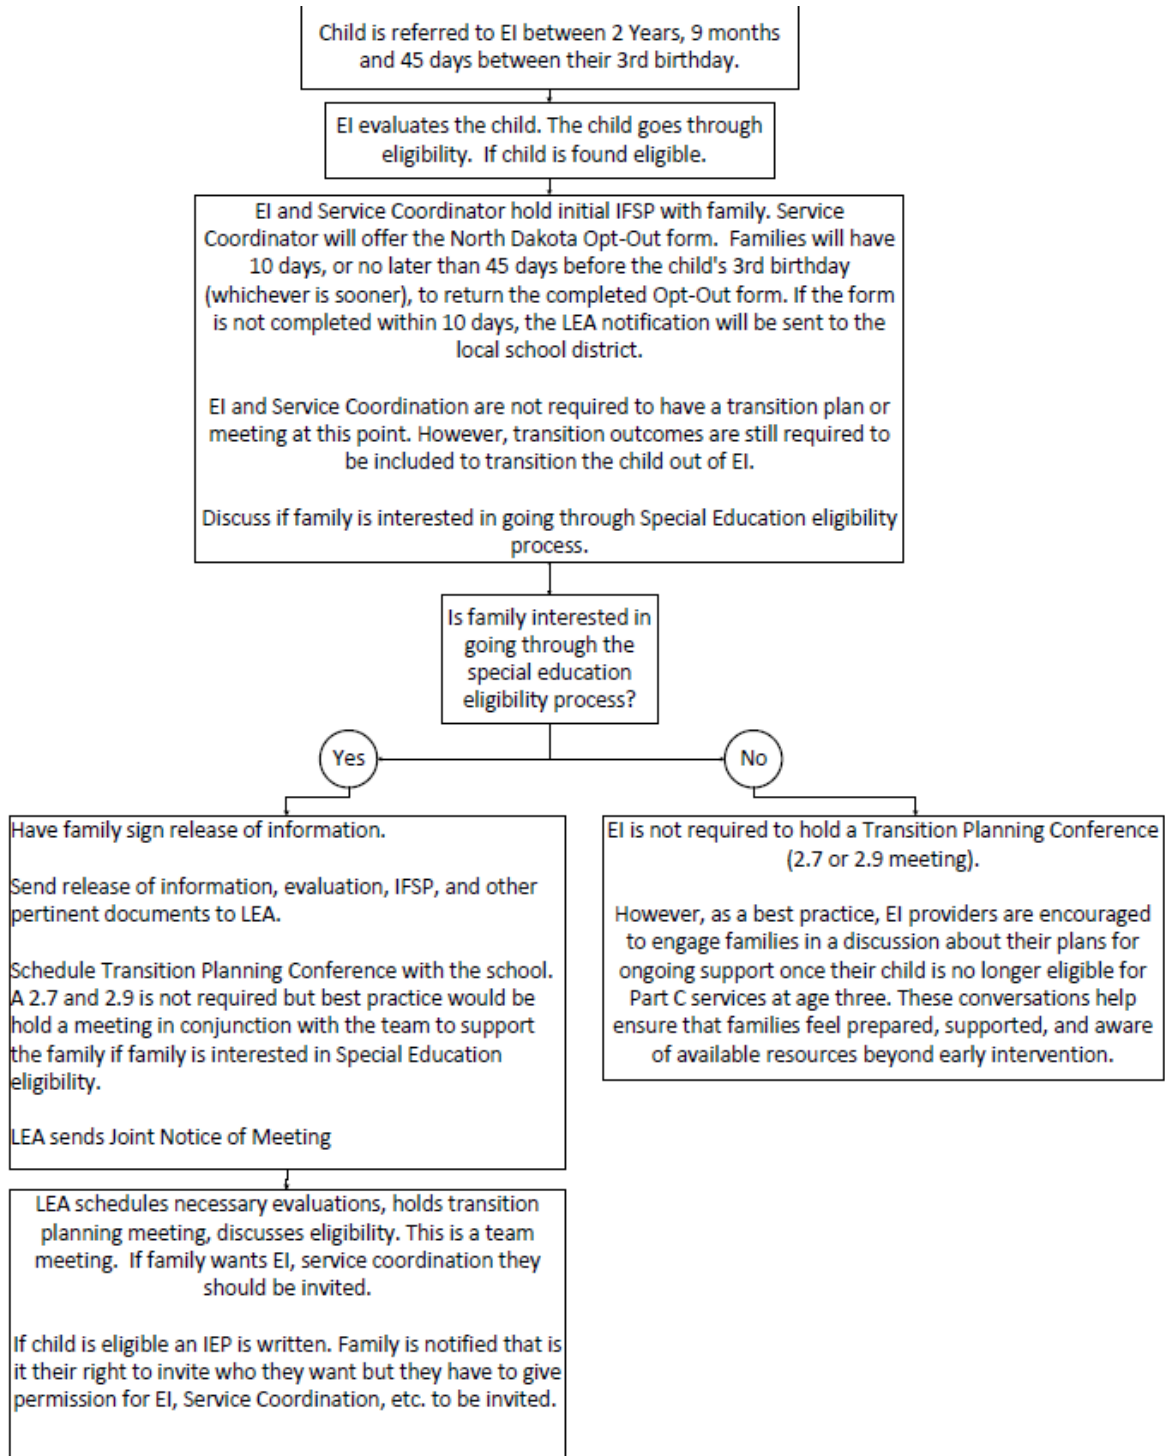 Child is referred to EI between 2 Years, 9 months
and 45 days between their 3rd birthday.
EI evaluates the child. The child goes through
eligibility. If child is found eligible.
EI and Service Coordinator hold initial IFSP with family. Service
Coordinator will offer the North Dakota Opt-Out form. Families will have
10 days, or no later than 45 days before the child's 3rd birthday
(whichever is sooner), to return the completed Opt-Out form. If the form
is not completed within 10 days, the LEA notification will be sent to the
local school district.
EI and Service Coordination are not required to have a transition plan or
meeting at this point. However, transition outcomes are still required to
be included to transition the child out of EI.
Discuss if family is interested in going through Special Education eligibility
process.
Is family interested in
going through the
special education
eligibility process?
Yes
No
Have family sign release of information.
Send release of information, evaluation, IFSP, and other
pertinent documents to LEA.
Schedule Transition Planning Conference with the school.
A 2.7 and 2.9 is not required but best practice would be
hold a meeting in conjunction with the team to support
the family if family is interested in Special Education
eligibility.
LEA sends Joint Notice of Meeting
EI is not required to hold a Transition Planning Conference
(2.7 or 2.9 meeting).
However, as a best practice, EI providers are encouraged
to engage families in a discussion about their plans for
ongoing support once their child is no longer eligible for
Part C services at age three. These conversations help
ensure that families feel prepared, supported, and aware
of available resources beyond early intervention.
LEA schedules necessary evaluations, holds transition
planning meeting, discusses eligibility. This is a team
meeting. If family wants EI, service coordination they
should be invited.
If child is eligible an IEP is written. Family is notified that is
it their right to invite who they want but they have to give
permission for EI, Service Coordination, etc. to be invited.